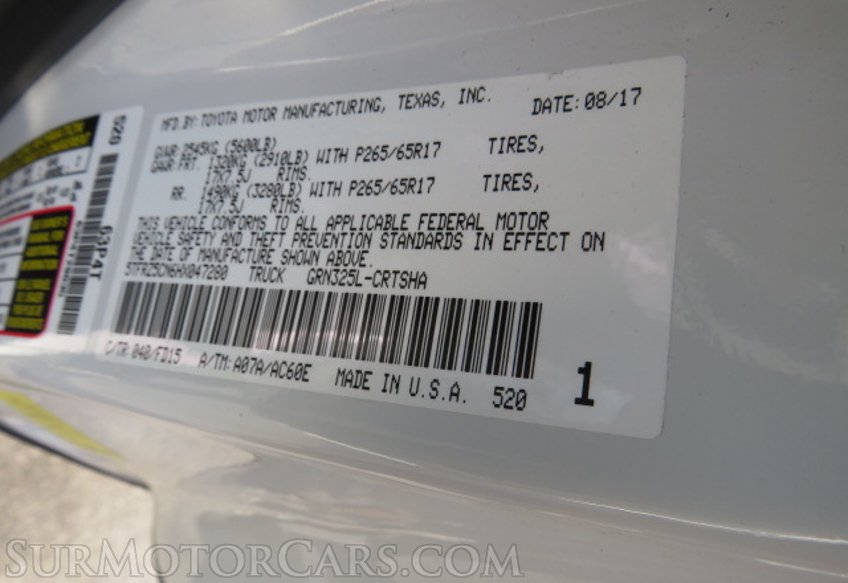 MFD.BY: TOYOTA MOTOR MANUFACTURING, TEXAS, INC. DATE: 08/17
GVWR: 2545KG (5600LB)
GAWR: FRT. 1320KG (2910LB) WITH P265/65R17 TIRES,
17X7.5J RIMS.
RR. 1490KG (3280LB) WITH P265/65R17 TIRES,
17X7.5J RIMS.
THIS VEHICLE CONFORMS TO ALL APPLICABLE FEDERAL MOTOR
VEHICLE SAFETY AND THEFT PREVENTION STANDARDS IN EFFECT ON
THE DATE OF MANUFACTURE SHOWN ABOVE.
5TFRZ5CN6HX047280 TRUCK GRN325L-CRTSHA
C/TR: 040/FD15 A/TM: A07A/AC60E MADE IN U.S.A. 520 1
520
63P4T
SurMotorCars.com